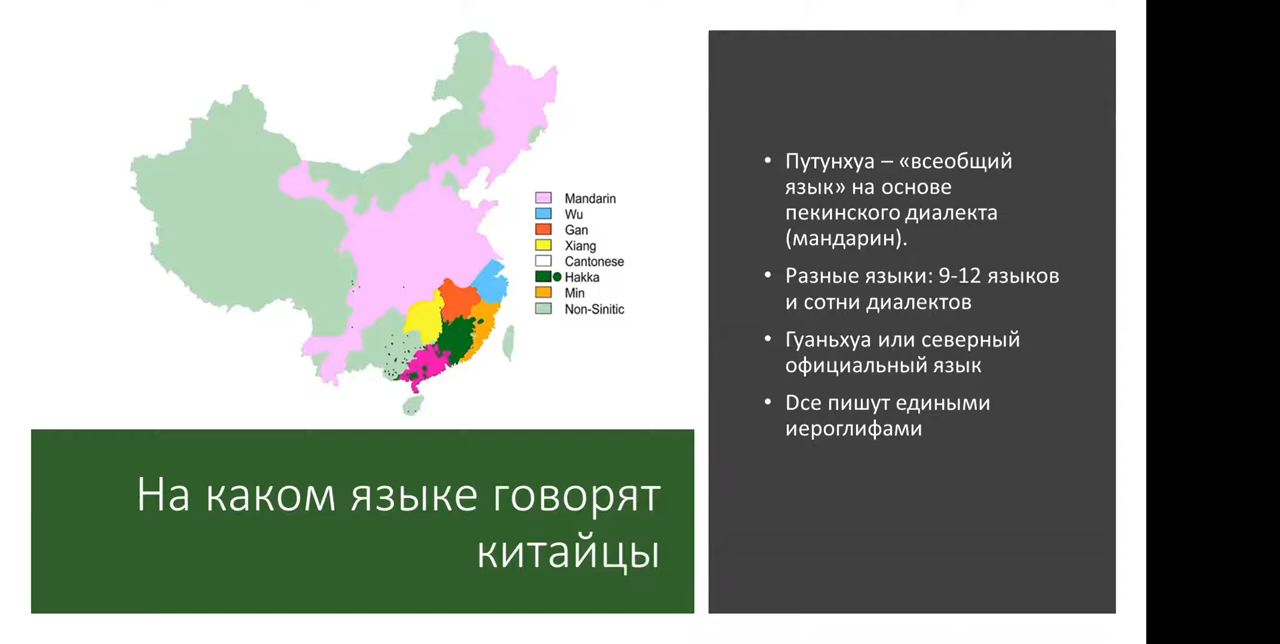 Mandarin
Wu
Gan
Xiang
Cantonese
Hakka
Min
Non-Sinitic
На каком языке говорят
китайцы
• Путунхуа – «всеобщий
язык» на основе
пекинского диалекта
(мандарин).
• Разные языки: 9-12 языков
и сотни диалектов
• Гуаньхуа или северный
официальный язык
• Dсе пишут едиными
иероглифами